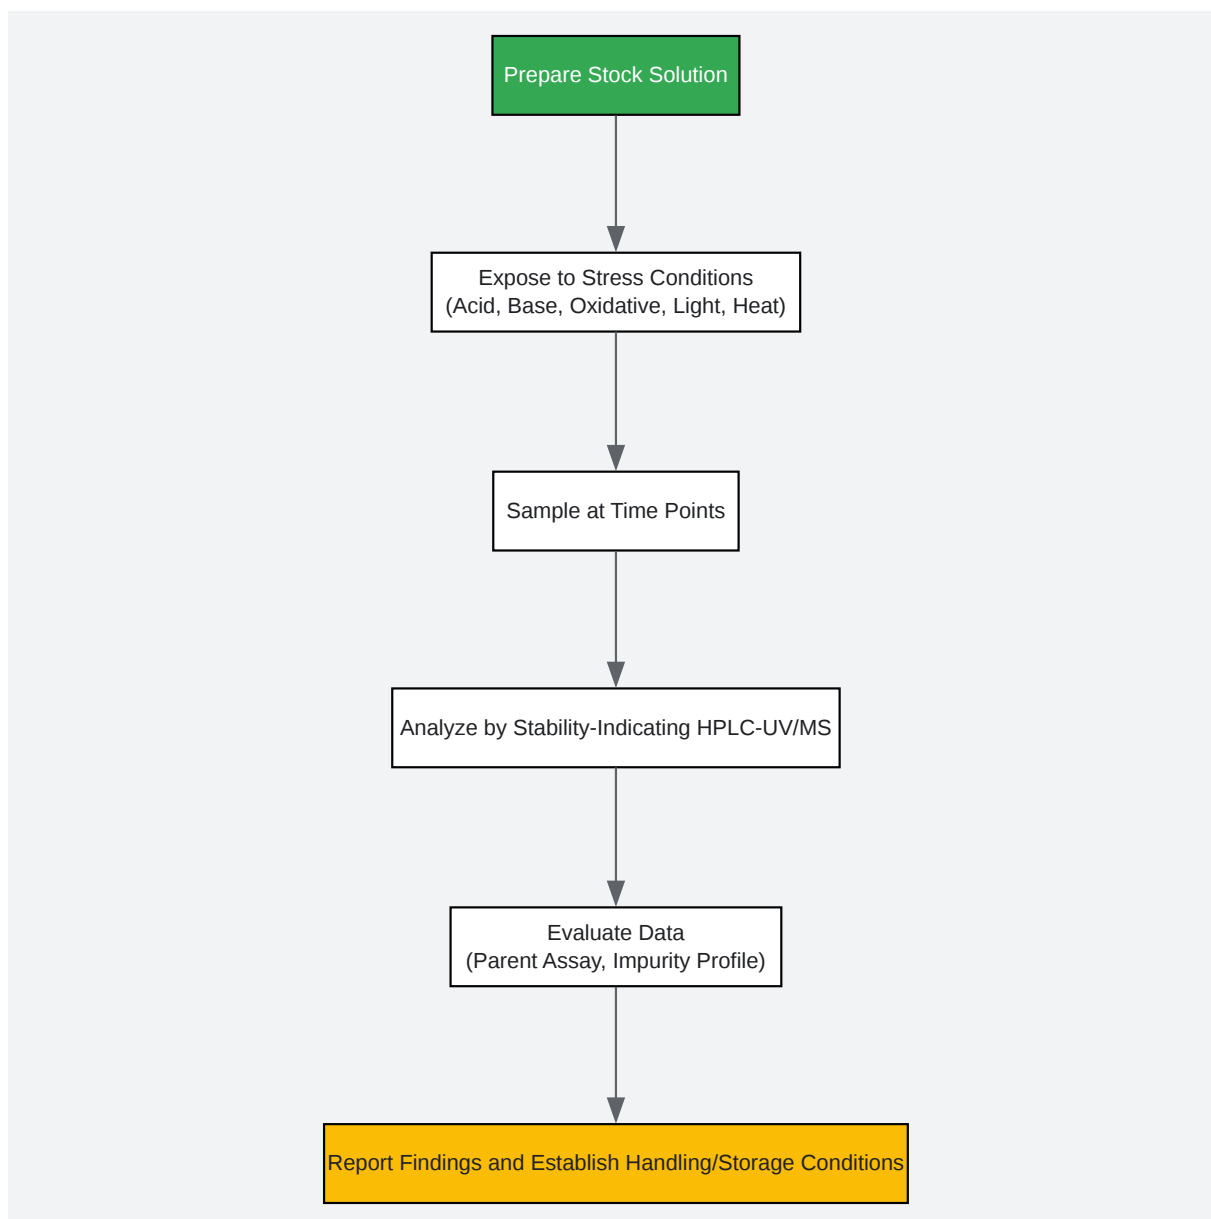 Prepare Stock Solution
Expose to Stress Conditions
(Acid, Base, Oxidative, Light, Heat)
Sample at Time Points
Analyze by Stability-Indicating HPLC-UV/MS
Evaluate Data
(Parent Assay, Impurity Profile)
Report Findings and Establish Handling/Storage Conditions